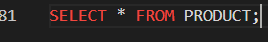 81 SELECT * FROM PRODUCT;